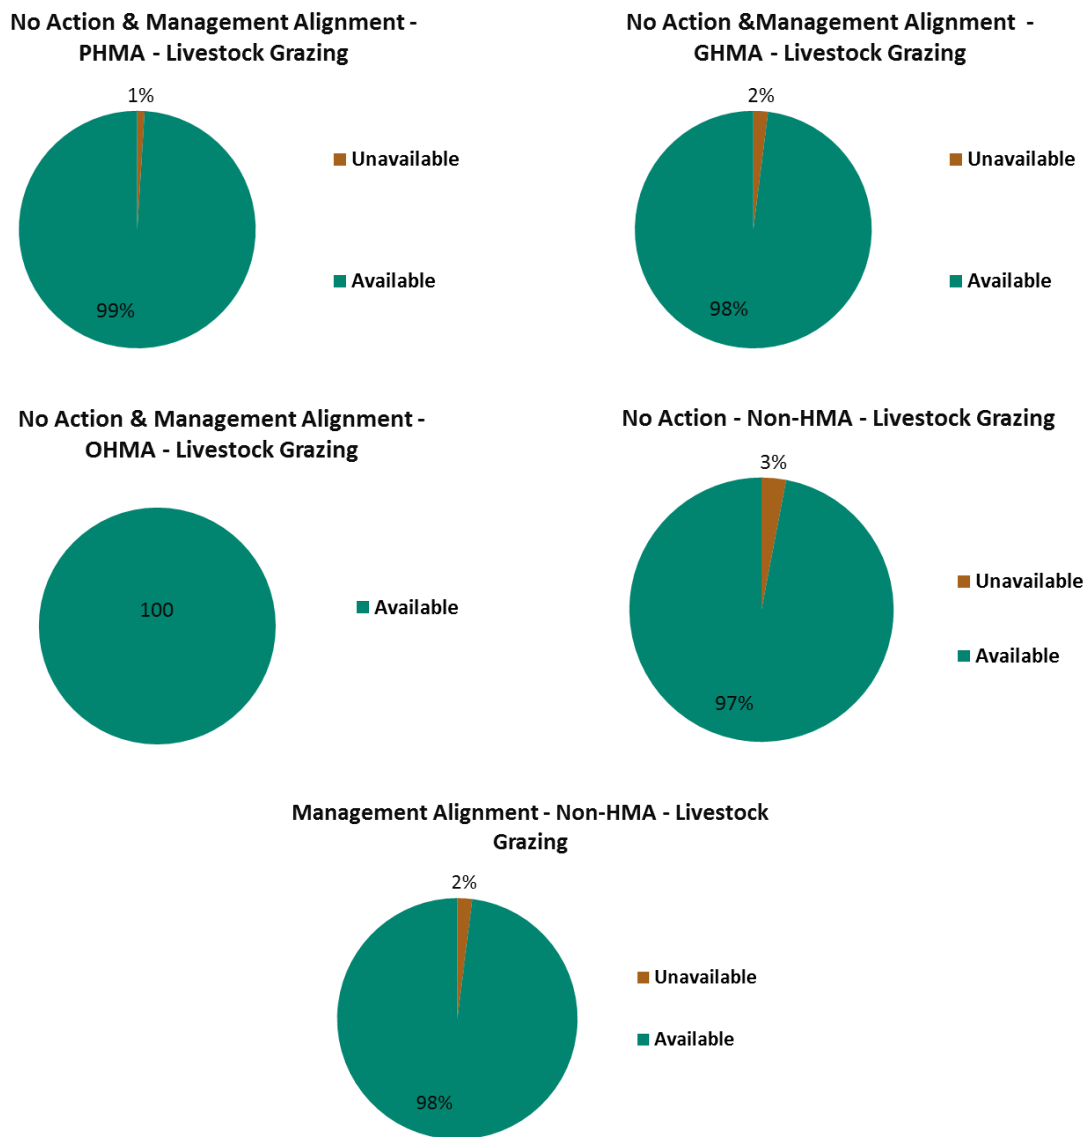 No Action & Management Alignment -
PHMA - Livestock Grazing
1%
Unavailable
Available
99%
No Action &Management Alignment -
GHMA - Livestock Grazing
2%
Unavailable
Available
98%
No Action & Management Alignment -
OHMA - Livestock Grazing
100
Available
No Action - Non-HMA - Livestock Grazing
3%
Unavailable
Available
97%
Management Alignment - Non-HMA - Livestock
Grazing
2%
Unavailable
Available
98%